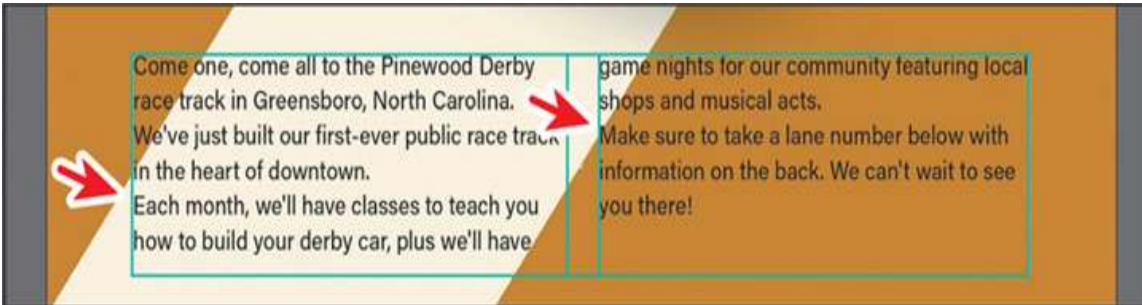 Come one, come all to the Pinewood Derby
race track in Greensboro, North Carolina.
We've just built our first-ever public race track
in the heart of downtown.
Each month, we'll have classes to teach you
how to build your derby car, plus we'll have
game nights for our community featuring local
shops and musical acts.
Make sure to take a lane number below with
information on the back. We can't wait to see
you there!